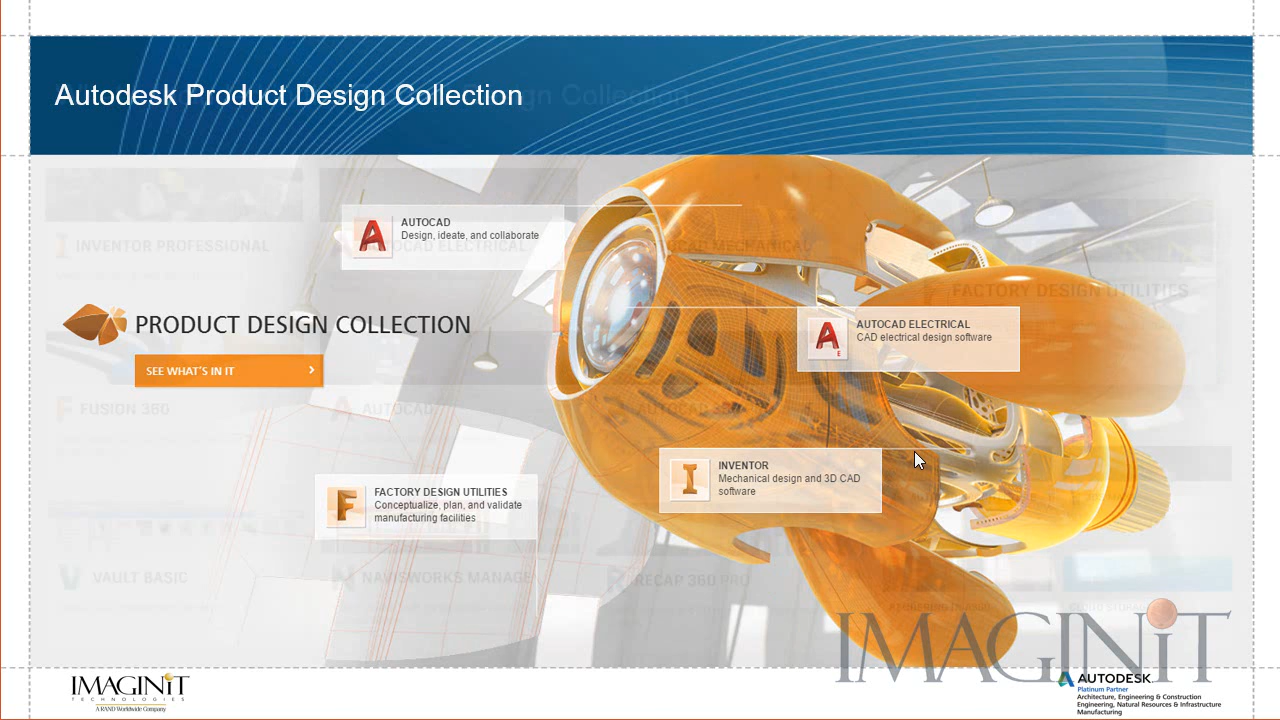 Autodesk Product Design Collection
AUTOCAD
Design, ideate, and collaborate
INVENTOR PROFESSIONAL
AUTOCAD ELECTRICAL
AUTOCAD MECHANICAL
FACTORY DESIGN UTILITIES
PRODUCT DESIGN COLLECTION
AUTOCAD ELECTRICAL
CAD electrical design software
SEE WHAT'S IN IT
FUSION 360
AUTOCAD
INVENTOR
Mechanical design and 3D CAD
software
FACTORY DESIGN UTILITIES
Conceptualize, plan, and validate
manufacturing facilities
VAULT BASIC
NAVISWORKS MANAGE
RECAP 360 PRO
IMAGINiT
IMAGINiT
TECHNOLOGIES
A RAND Worldwide Company
AUTODESK.
Platinum Partner
Architecture, Engineering & Construction
Engineering, Natural Resources & Infrastructure
Manufacturing